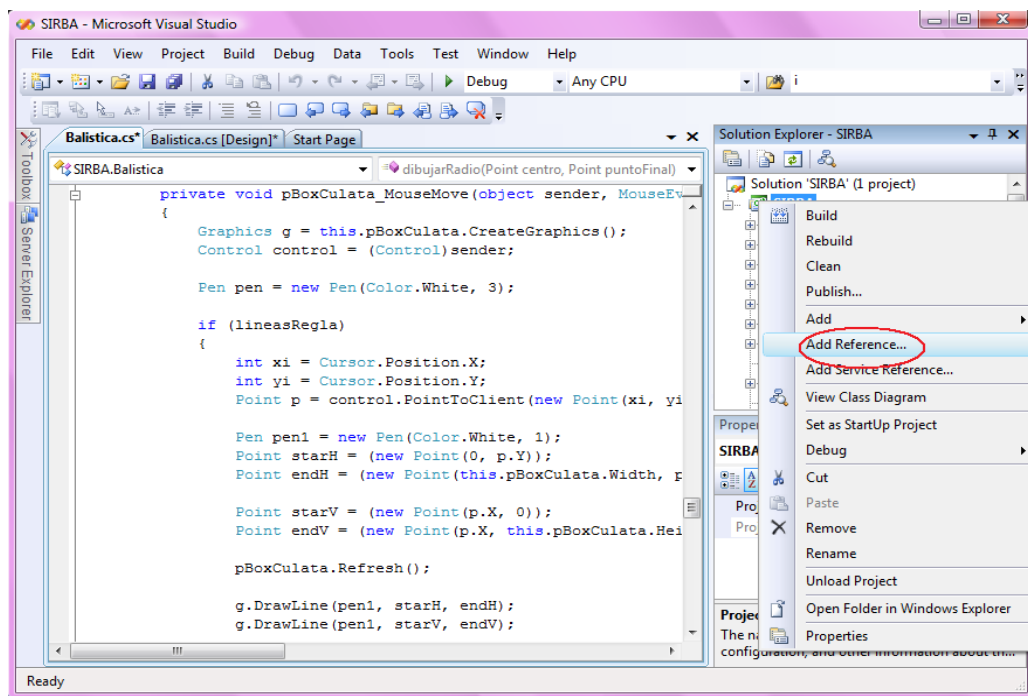 SIRBA - Microsoft Visual Studio
File Edit View Project Build Debug Data Tools Test Window Help
Debug Any CPU i
Balistica.cs* Balistica.cs [Design]* Start Page
SIRBA.Balistica dibujarRadio(Point centro, Point puntoFinal)
Toolbox
Server Explorer
private void pBoxCulata_MouseMove(object sender, MouseEv
{
Graphics g = this.pBoxCulata.CreateGraphics();
Control control = (Control)sender;
Pen pen = new Pen(Color.White, 3);
if (lineasRegla)
{
int xi = Cursor.Position.X;
int yi = Cursor.Position.Y;
Point p = control.PointToClient(new Point(xi, yi
Pen pen1 = new Pen(Color.White, 1);
Point starH = (new Point(0, p.Y));
Point endH = (new Point(this.pBoxCulata.Width, p
Point starV = (new Point(p.X, 0));
Point endV = (new Point(p.X, this.pBoxCulata.Hei
pBoxCulata.Refresh();
g.DrawLine(pen1, starH, endH);
g.DrawLine(pen1, starV, endV);
Solution Explorer - SIRBA
Solution 'SIRBA' (1 project)
SIRBA
Build
Rebuild
Clean
Publish...
Add
Add Reference...
Add Service Reference...
View Class Diagram
Set as StartUp Project
Debug
Cut
Paste
Remove
Rename
Unload Project
Open Folder in Windows Explorer
Properties
Proper
SIRBA
Pro
Pro
Projec
The na
configuration, and other information about th...
Ready